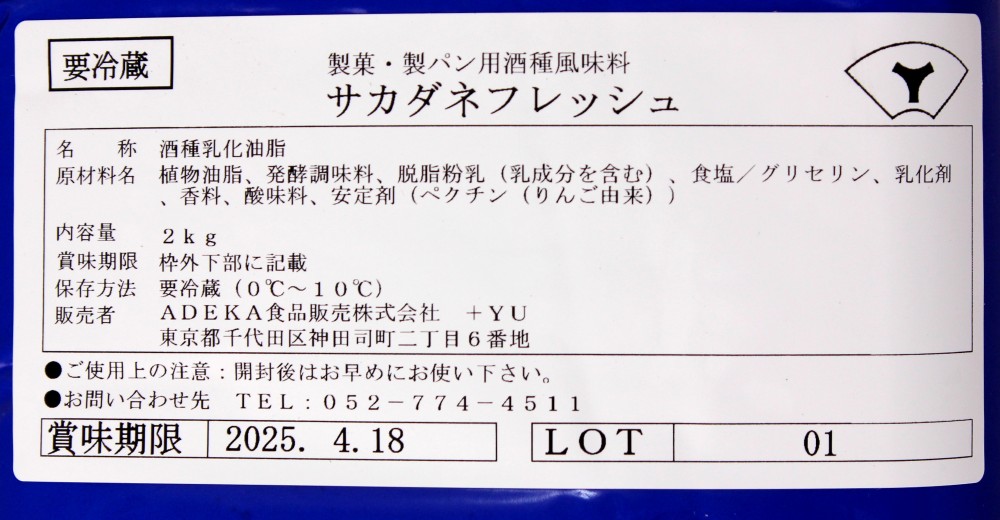 要冷蔵
製菓・製パン用酒種風味料
サカダネフレッシュ
名　　称　酒種乳化油脂
原材料名　植物油脂、発酵調味料、脱脂粉乳（乳成分を含む）、食塩／グリセリン、乳化剤
、香料、酸味料、安定剤（ペクチン（りんご由来））
内容量　２ｋｇ
賞味期限　枠外下部に記載
保存方法　要冷蔵（０℃～１０℃）
販売者　ＡＤＥＫＡ食品販売株式会社　＋ＹＵ
東京都千代田区神田司町二丁目６番地
●ご使用上の注意：開封後はお早めにお使い下さい。
●お問い合わせ先　ＴＥＬ：０５２－７７４－４５１１
賞味期限　2025. 4.18　ＬＯＴ　01